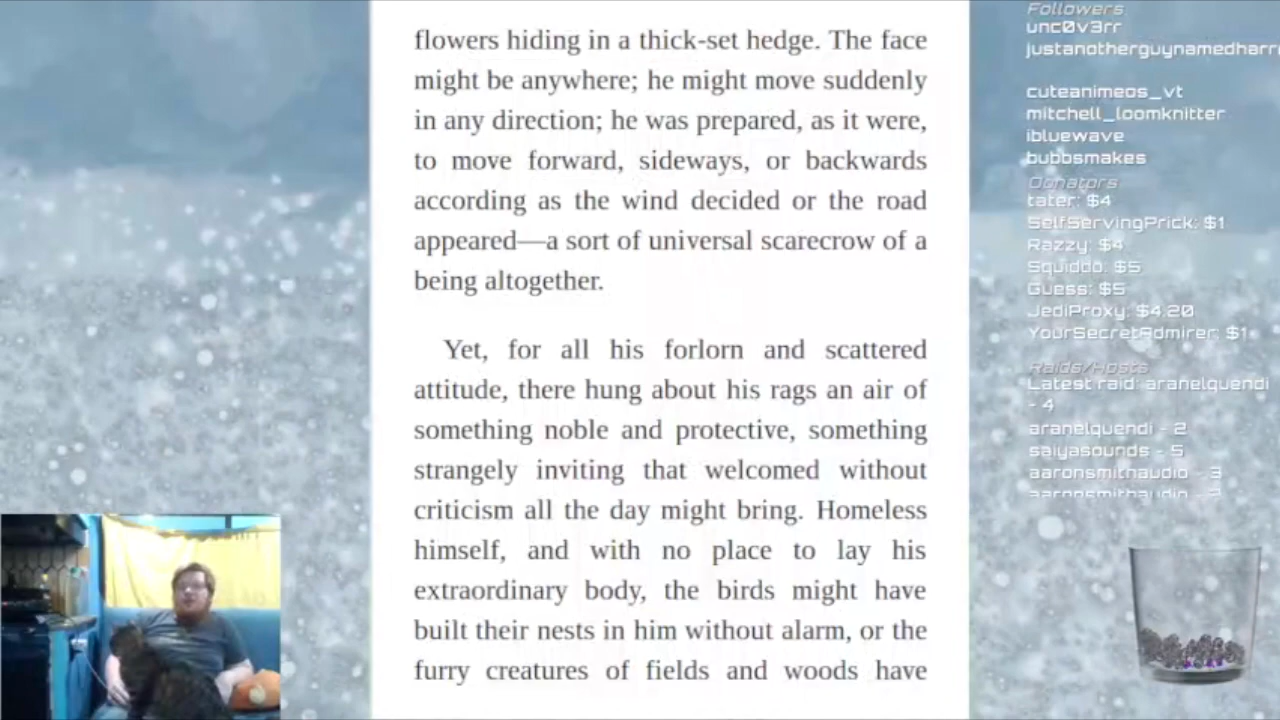 flowers hiding in a thick-set hedge. The face
might be anywhere; he might move suddenly
in any direction; he was prepared, as it were,
to move forward, sideways, or backwards
according as the wind decided or the road
appeared—a sort of universal scarecrow of a
being altogether.
Yet, for all his forlorn and scattered
attitude, there hung about his rags an air of
something noble and protective, something
strangely inviting that welcomed without
criticism all the day might bring. Homeless
himself, and with no place to lay his
extraordinary body, the birds might have
built their nests in him without alarm, or the
furry creatures of fields and woods have
Followers
unc0v3rr
cuteanimeos_vt
mitchell_loomknitter
ibluewave
bubbsmakes
Donators
tater: $4
SelfServingPrick: $1
Razzy: $4
Squiddo: $5
Guess: $5
JediProxy: $4.20
YourSecretAdmirer: $1
Raids/Hosts
Latest raid: aranelquendi
- 4
aranelquendi - 2
saiyasounds - 5
aaronsmithaudio - 3